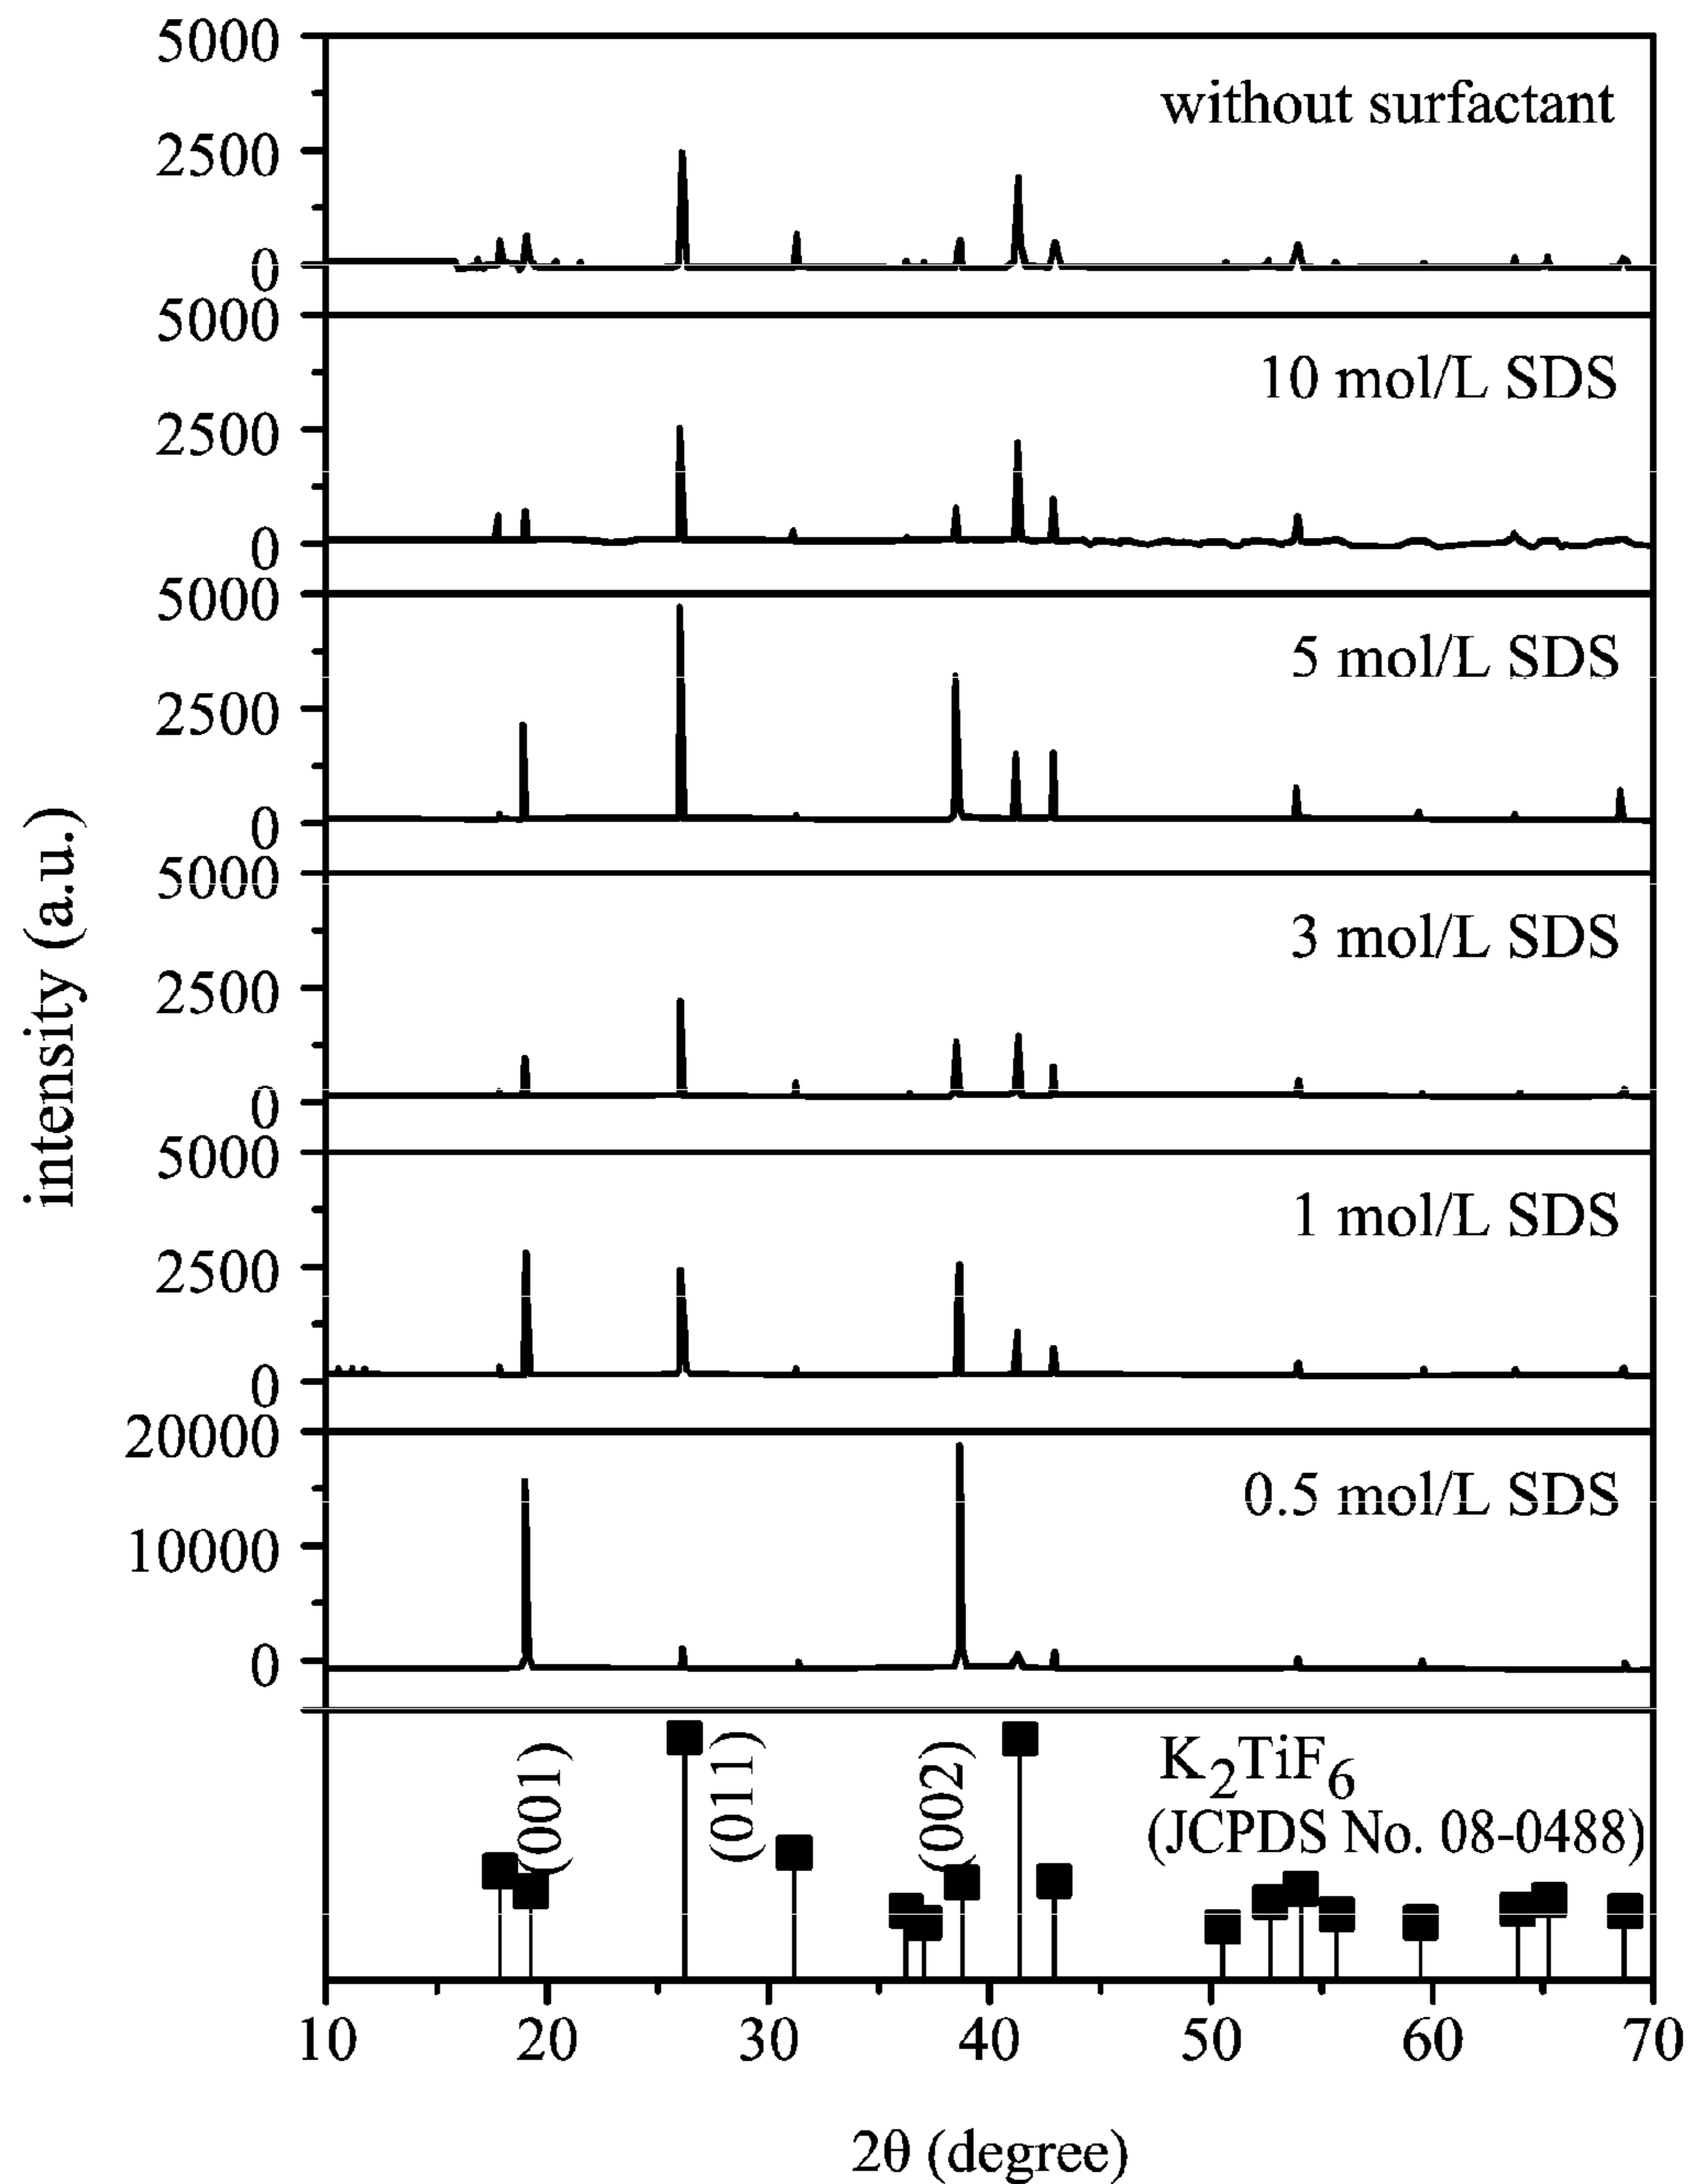 5000
without surfactant
2500
0
5000
10 mol/L SDS
2500
0
5000
5 mol/L SDS
2500
0
5000
3 mol/L SDS
2500
0
5000
1 mol/L SDS
2500
0
20000
0.5 mol/L SDS
10000
0
intensity (a.u.)
(001)
(011)
(002)
K2TiF6
(JCPDS No. 08-0488)
10 20 30 40 50 60 70
2θ (degree)